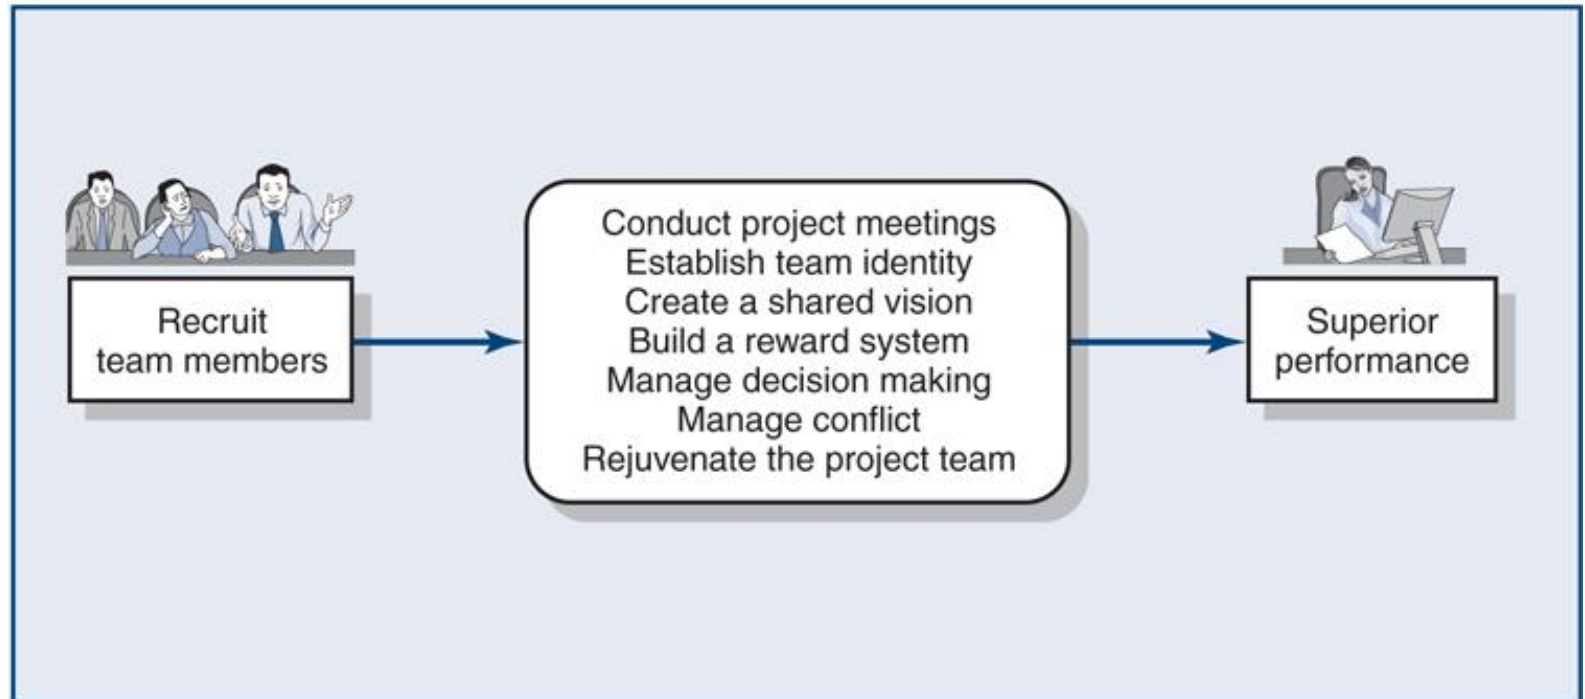 Recruit
team members
Conduct project meetings
Establish team identity
Create a shared vision
Build a reward system
Manage decision making
Manage conflict
Rejuvenate the project team
Superior
performance